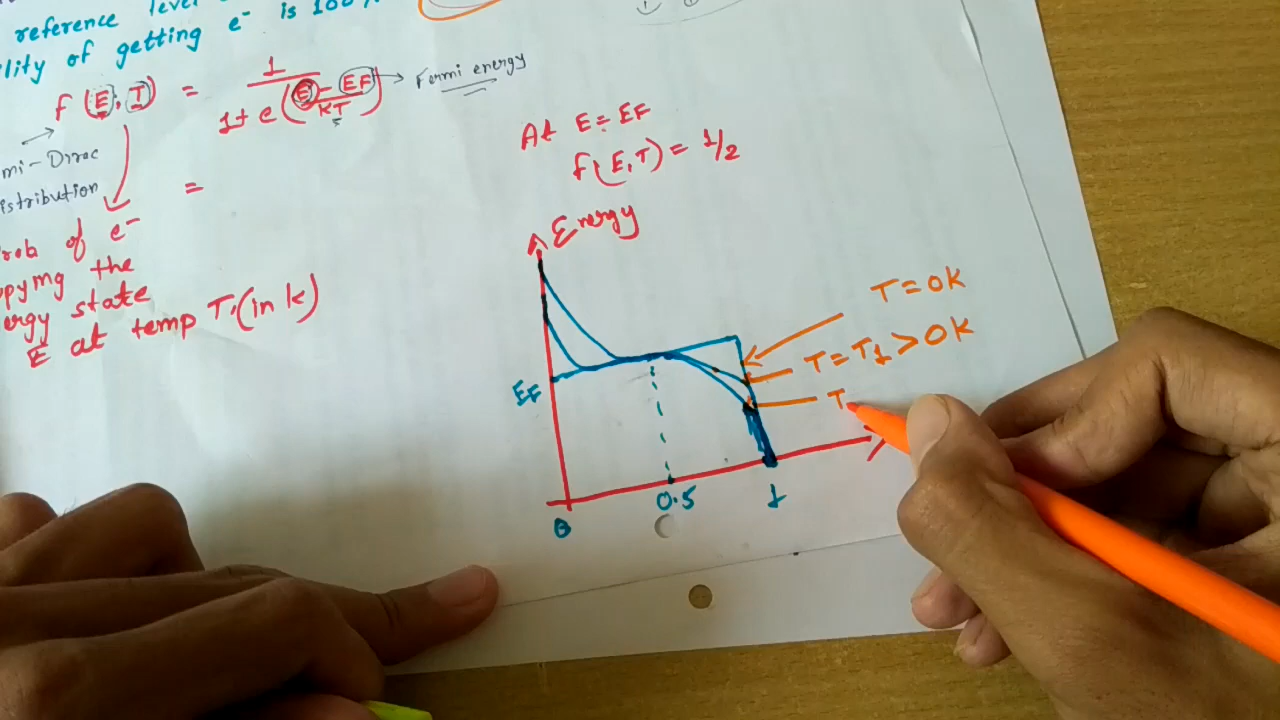 reference level
lity of getting e⁻ is 100%
f (E, T) = 1 / 1 + e (E - EF / KT) → Fermi energy
mi-Dirac
istribution
=
rob of e⁻
pying the
ergy state
E at temp T, (in k)
At E = EF
f(E,T) = 1/2
Energy
T = 0k
T = T1 > 0k
T
EF
0
0.5
1